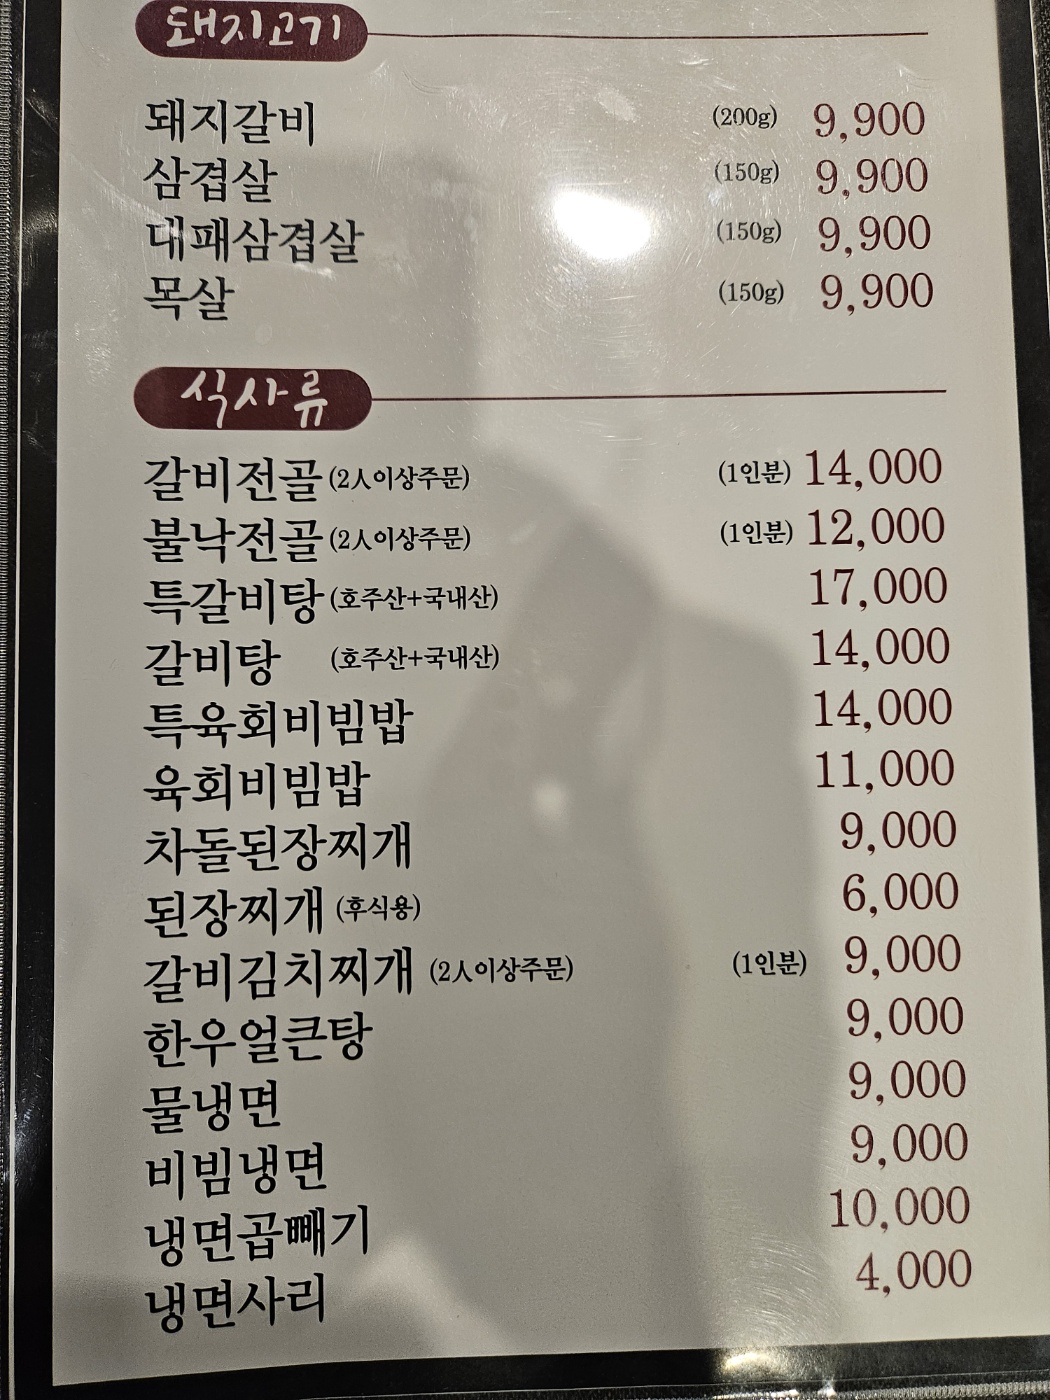 돼지고기
돼지갈비 (200g) 9,900
삼겹살 (150g) 9,900
대패삼겹살 (150g) 9,900
목살 (150g) 9,900
식사류
갈비전골 (2人이상주문) (1인분) 14,000
불낙전골 (2人이상주문) (1인분) 12,000
특갈비탕 (호주산+국내산) 17,000
갈비탕 (호주산+국내산) 14,000
특육회비빔밥 14,000
육회비빔밥 11,000
차돌된장찌개 9,000
된장찌개 (후식용) 6,000
갈비김치찌개 (2人이상주문) (1인분) 9,000
한우얼큰탕 9,000
물냉면 9,000
비빔냉면 9,000
냉면곱빼기 10,000
냉면사리 4,000